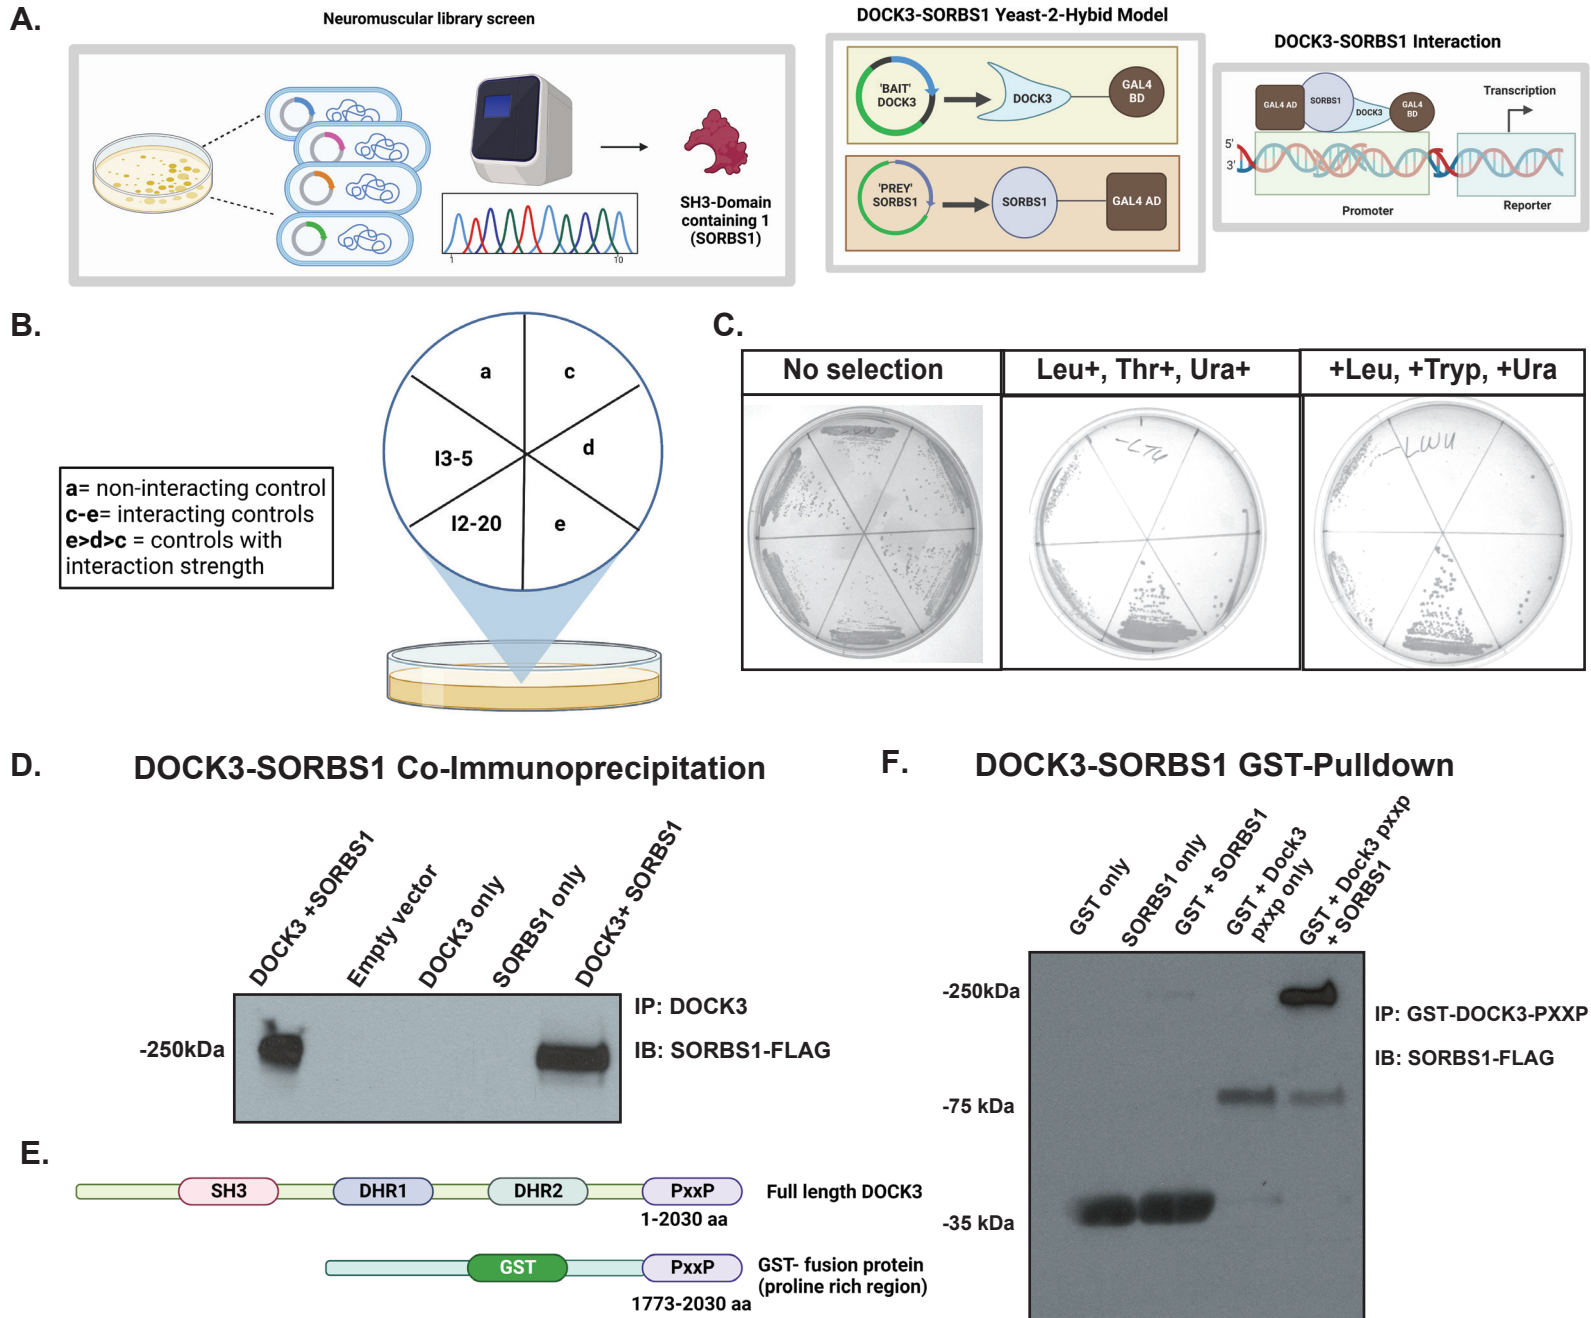 A.
Neuromuscular library screen
SH3-Domain
containing 1
(SORBS1)
1
10
DOCK3-SORBS1 Yeast-2-Hybid Model
'BAIT'
DOCK3
DOCK3
GAL4
BD
'PREY'
SORBS1
SORBS1
GAL4 AD
DOCK3-SORBS1 Interaction
GAL4 AD
SORBS1
DOCK3
GAL4
BD
Transcription
5'
3'
Promoter
Reporter
B.
a= non-interacting control
c-e= interacting controls
e>d>c = controls with
interaction strength
a
c
I3-5
d
I2-20
e
C.
No selection
Leu+, Thr+, Ura+
+Leu, +Tryp, +Ura
-LTU
-LWU
D.
DOCK3-SORBS1 Co-Immunoprecipitation
DOCK3 +SORBS1
Empty vector
DOCK3 only
SORBS1 only
DOCK3+ SORBS1
-250kDa
IP: DOCK3
IB: SORBS1-FLAG
E.
SH3
DHR1
DHR2
PxxP
Full length DOCK3
1-2030 aa
GST
PxxP
GST- fusion protein
(proline rich region)
1773-2030 aa
F.
DOCK3-SORBS1 GST-Pulldown
GST only
SORBS1 only
GST + SORBS1
GST + Dock3
pxxp only
GST + Dock3 pxxp
+ SORBS1
-250kDa
-75 kDa
-35 kDa
IP: GST-DOCK3-PXXP
IB: SORBS1-FLAG